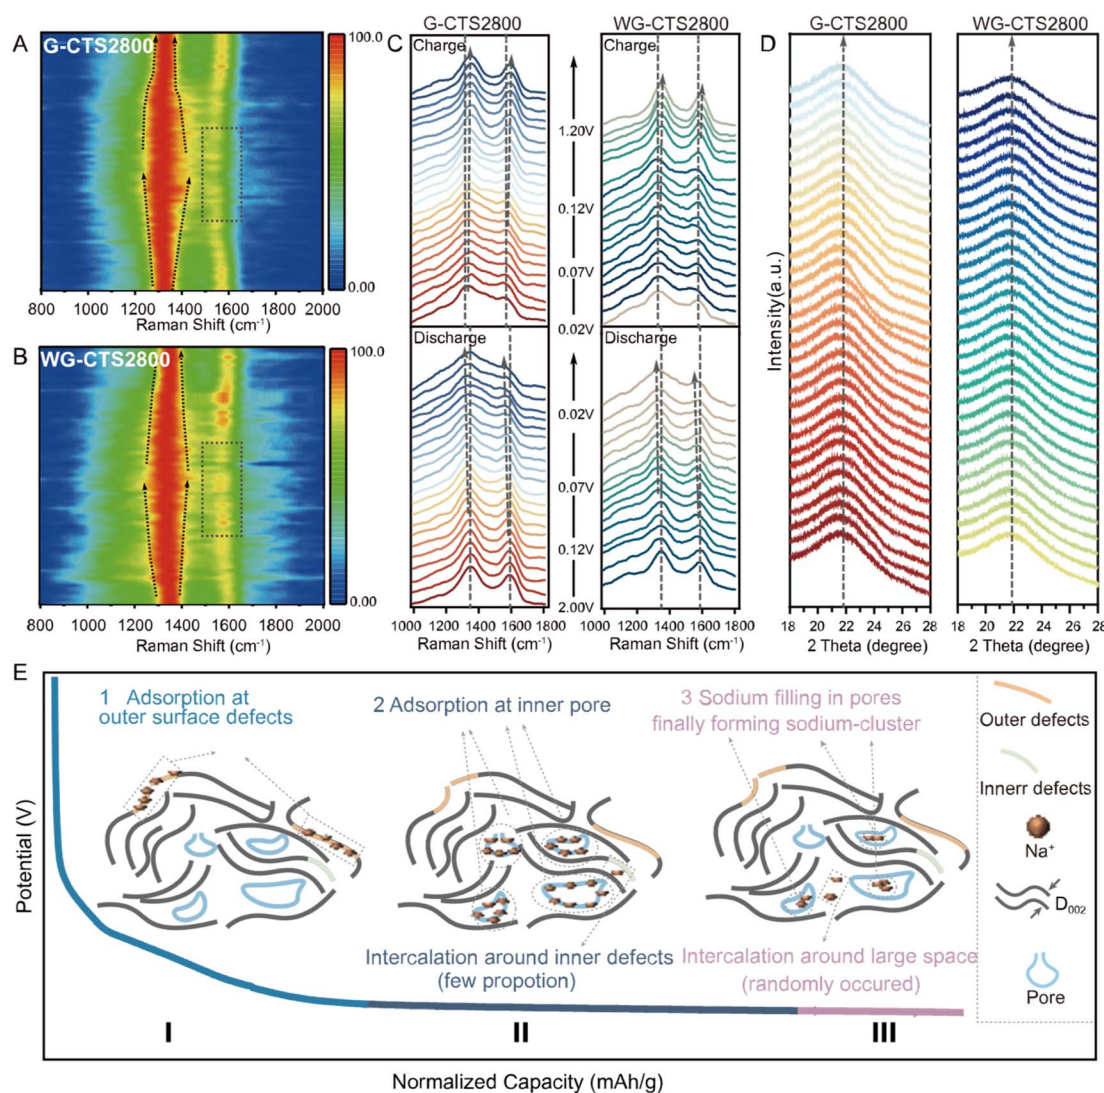 A
G-CTS2800
100.0
0.00
800 1000 1200 1400 1600 1800 2000
Raman Shift (cm-1)
B
WG-CTS2800
100.0
0.00
800 1000 1200 1400 1600 1800 2000
Raman Shift (cm-1)
C
G-CTS2800
WG-CTS2800
Charge
Charge
1.20V
0.12V
0.07V
0.02V
Discharge
Discharge
0.02V
0.07V
0.12V
2.00V
1000 1200 1400 1600 1800
1000 1200 1400 1600 1800
Raman Shift (cm-1)
Raman Shift (cm-1)
D
G-CTS2800
WG-CTS2800
Intensity(a.u.)
18 20 22 24 26 28
18 20 22 24 26 28
2 Theta (degree)
2 Theta (degree)
E
Potential (V)
1 Adsorption at
outer surface defects
2 Adsorption at inner pore
3 Sodium filling in pores
finally forming sodium-cluster
Intercalation around inner defects
(few propotion)
Intercalation around large space
(randomly occured)
I
II
III
Outer defects
Innerr defects
Na+
D002
Pore
Normalized Capacity (mAh/g)